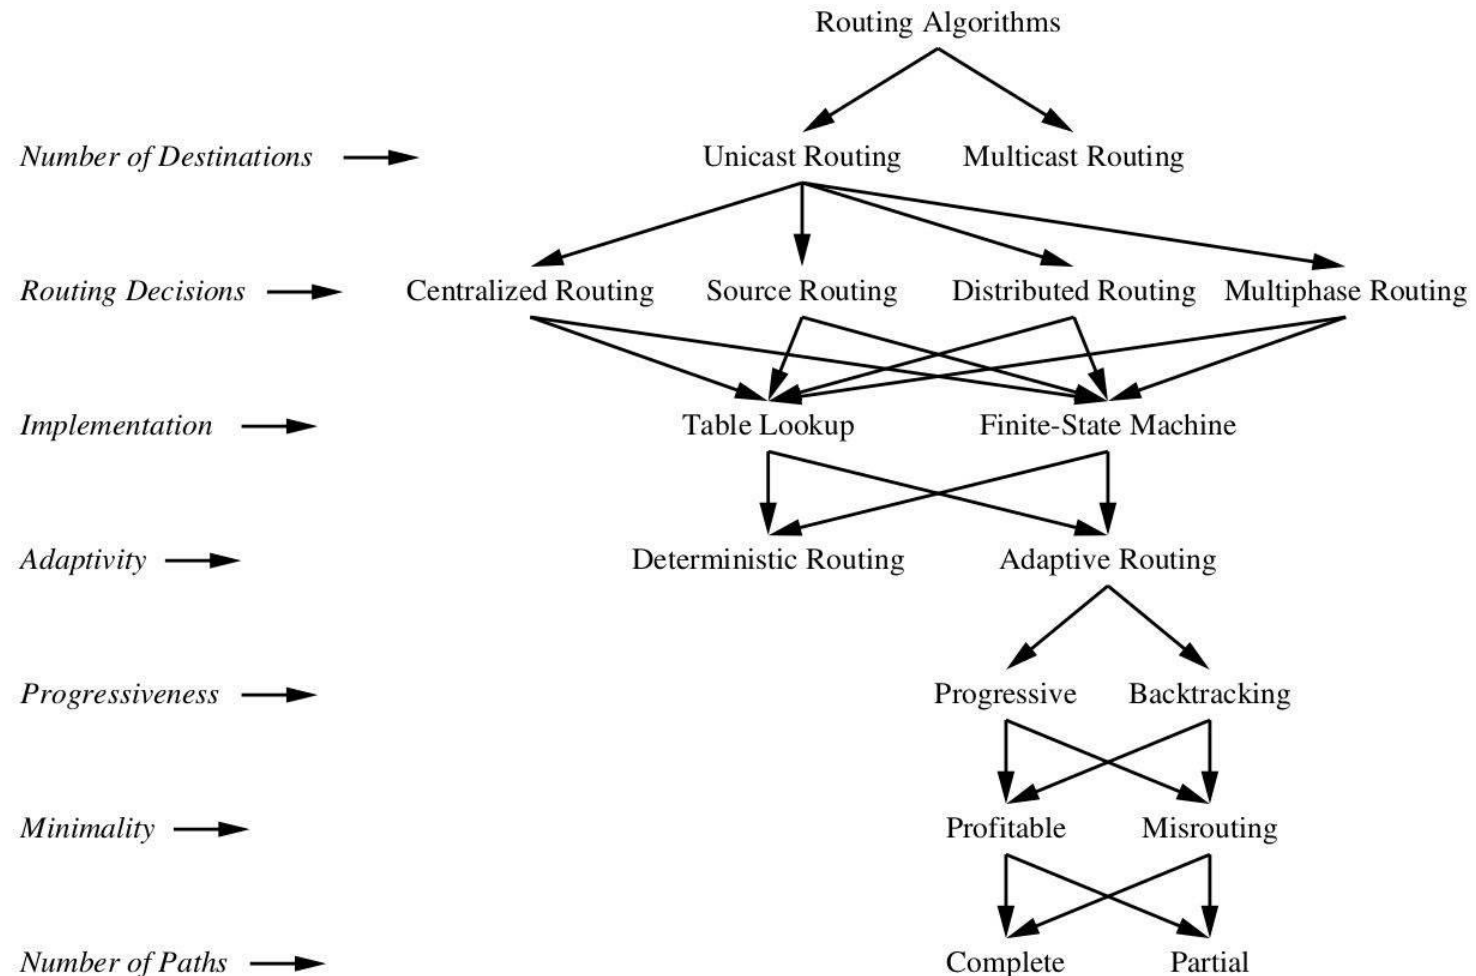 Routing Algorithms
Number of Destinations Unicast Routing Multicast Routing
Routing Decisions Centralized Routing Source Routing Distributed Routing Multiphase Routing
Implementation Table Lookup Finite-State Machine
Adaptivity Deterministic Routing Adaptive Routing
Progressiveness Progressive Backtracking
Minimality Profitable Misrouting
Number of Paths Complete Partial